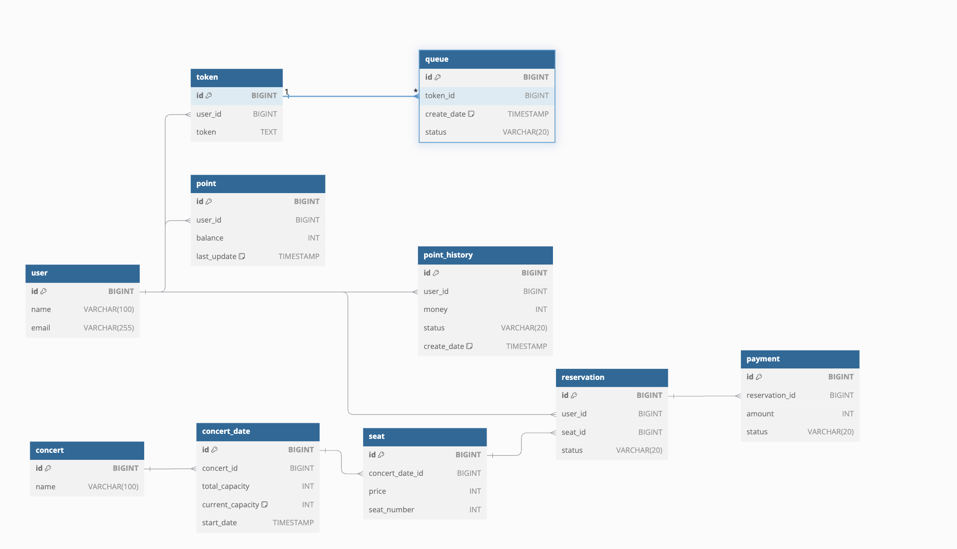 token
id BIGINT
user_id BIGINT
token TEXT
1
*
queue
id BIGINT
token_id BIGINT
create_date TIMESTAMP
status VARCHAR(20)
point
id BIGINT
user_id BIGINT
balance INT
last_update TIMESTAMP
user
id BIGINT
name VARCHAR(100)
email VARCHAR(255)
point_history
id BIGINT
user_id BIGINT
money INT
status VARCHAR(20)
create_date TIMESTAMP
reservation
id BIGINT
user_id BIGINT
seat_id BIGINT
status VARCHAR(20)
payment
id BIGINT
reservation_id BIGINT
amount INT
status VARCHAR(20)
concert
id BIGINT
name VARCHAR(100)
concert_date
id BIGINT
concert_id BIGINT
total_capacity INT
current_capacity INT
start_date TIMESTAMP
seat
id BIGINT
concert_date_id BIGINT
price INT
seat_number INT